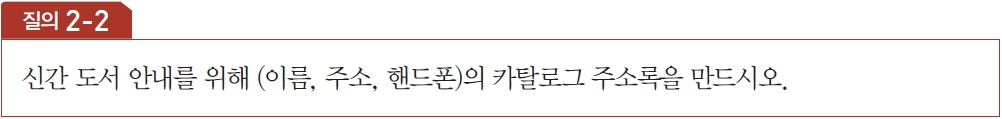 질의 2-2
신간 도서 안내를 위해 (이름, 주소, 핸드폰)의 카탈로그 주소록을 만드시오.